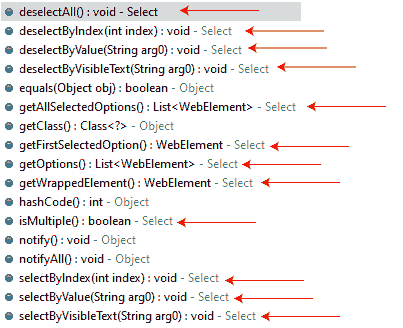 deselectAll() : void - Select
deselectByIndex(int index) : void - Select
deselectByValue(String arg0) : void - Select
deselectByVisibleText(String arg0) : void - Select
equals(Object obj) : boolean - Object
getAllSelectedOptions() : List<WebElement> - Select
getClass() : Class<?> - Object
getFirstSelectedOption() : WebElement - Select
getOptions() : List<WebElement> - Select
getWrappedElement() : WebElement - Select
hashCode() : int - Object
isMultiple() : boolean - Select
notify() : void - Object
notifyAll() : void - Object
selectByIndex(int index) : void - Select
selectByValue(String arg0) : void - Select
selectByVisibleText(String arg0) : void - Select